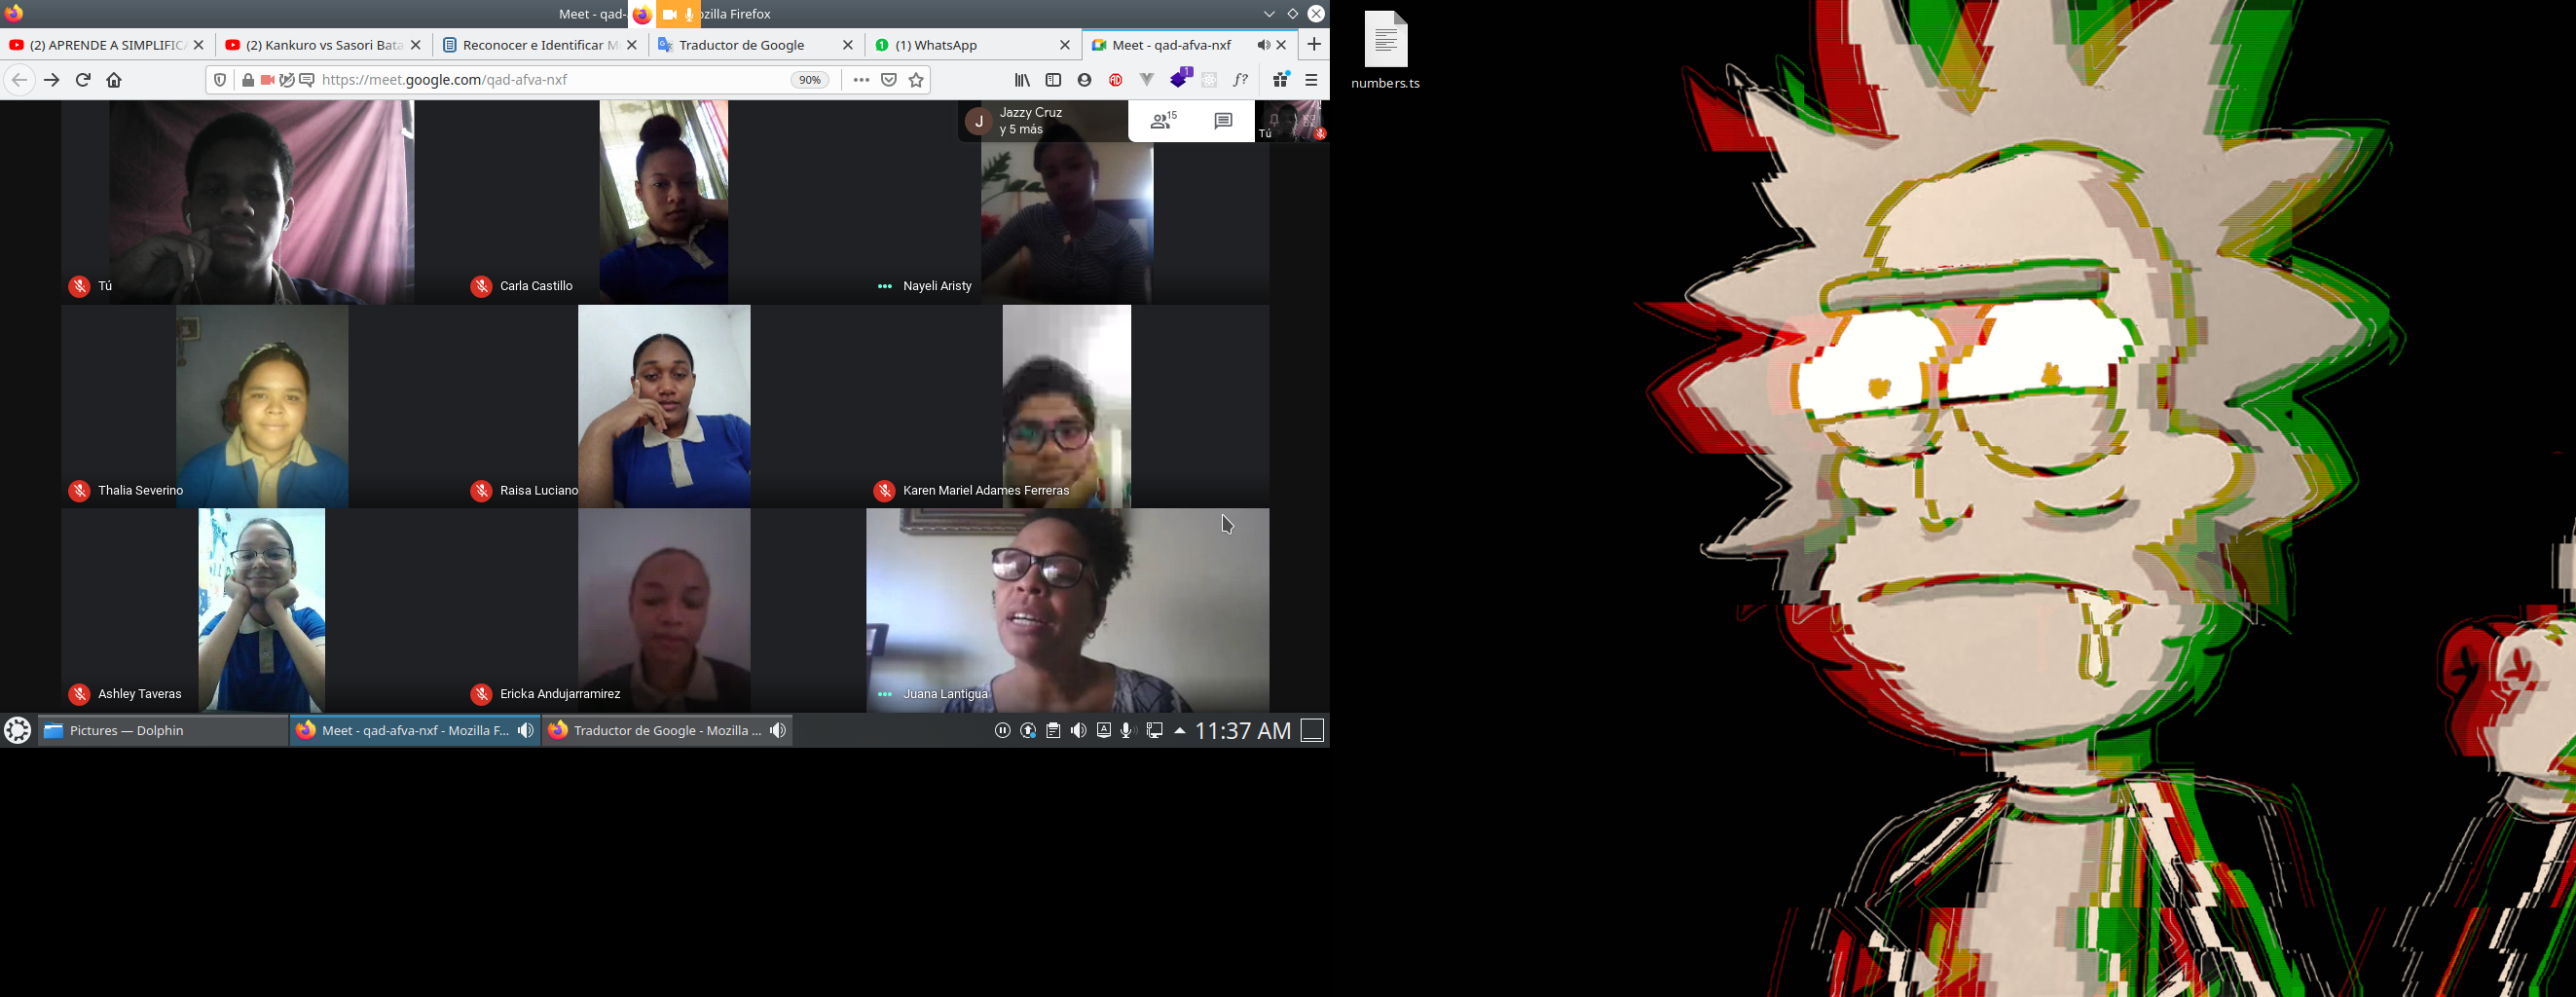 Meet - qad-
ozilla Firefox
(2) APRENDE A SIMPLIFIC
(2) Kankuro vs Sasori Bata
Reconocer e Identificar M
Traductor de Google
(1) WhatsApp
Meet - qad-afva-nxf
https://meet.google.com/qad-afva-nxf
90%
AD
1
f?
numbers.ts
J
Jazzy Cruz
y 5 más
15
Tú
Tú
Carla Castillo
Nayeli Aristy
Thalia Severino
Raisa Luciano
Karen Mariel Adames Ferreras
Ashley Taveras
Ericka Andujarramirez
Juana Lantigua
Pictures — Dolphin
Meet - qad-afva-nxf - Mozilla F...
Traductor de Google - Mozilla ...
A
11:37 AM